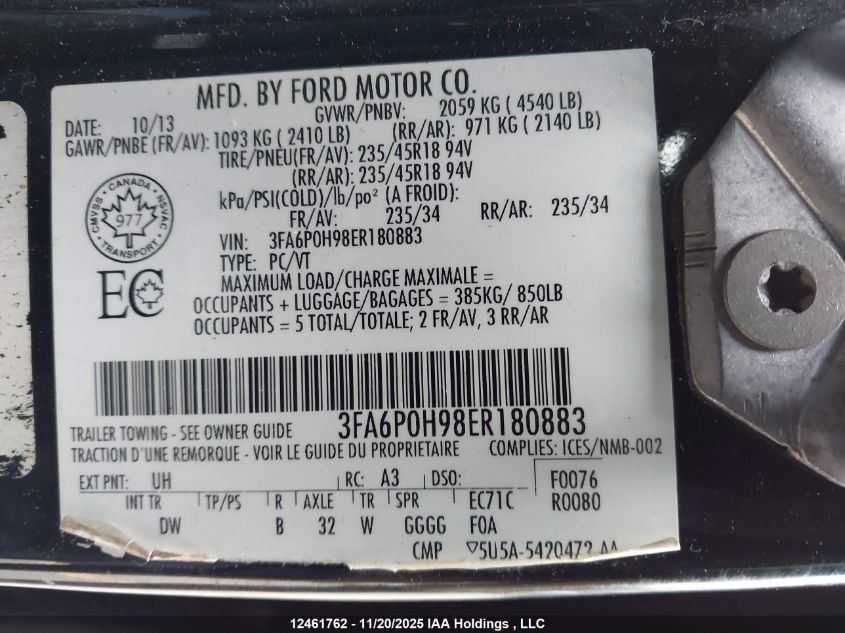 MFD. BY FORD MOTOR CO.
DATE: 10/13 GVWR/PNBV: 2059 KG ( 4540 LB)
GAWR/PNBE (FR/AV): 1093 KG ( 2410 LB) (RR/AR): 971 KG ( 2140 LB)
TIRE/PNEU(FR/AV): 235/45R18 94V
(RR/AR): 235/45R18 94V
kPa/PSI(COLD)/lb/po² (A FROID):
FR/AV: 235/34 RR/AR: 235/34
CANADA
CMVSS 977 NSVAC
TRANSPORT
VIN: 3FA6P0H98ER180883
TYPE: PC/VT
EC
MAXIMUM LOAD/CHARGE MAXIMALE =
OCCUPANTS + LUGGAGE/BAGAGES = 385KG/ 850LB
OCCUPANTS = 5 TOTAL/TOTALE; 2 FR/AV, 3 RR/AR
3FA6P0H98ER180883
TRAILER TOWING - SEE OWNER GUIDE
TRACTION D'UNE REMORQUE - VOIR LE GUIDE DU PROPRIETAIRE COMPLIES: ICES/NMB-002
EXT PNT: UH RC: A3 DSO: F0076
INT TR TP/PS R AXLE TR SPR EC71C R0080
DW B 32 W GGGG F0A
CMP ▽5U5A-5420472 AA
12461762 - 11/20/2025 IAA Holdings , LLC